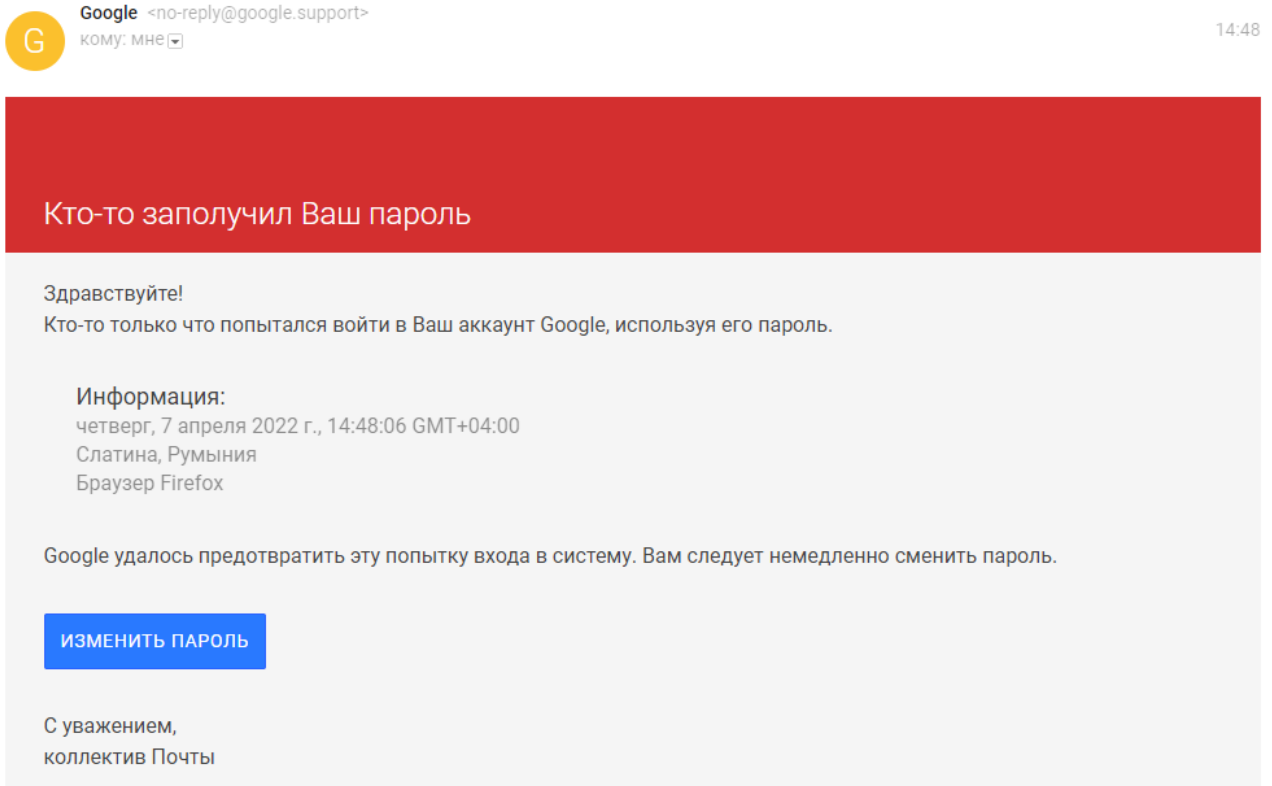 Google <no-reply@google.support>
кому: мне
14:48
G
Кто-то заполучил Ваш пароль
Здравствуйте!
Кто-то только что попытался войти в Ваш аккаунт Google, используя его пароль.
Информация:
четверг, 7 апреля 2022 г., 14:48:06 GMT+04:00
Слатина, Румыния
Браузер Firefox
Google удалось предотвратить эту попытку входа в систему. Вам следует немедленно сменить пароль.
ИЗМЕНИТЬ ПАРОЛЬ
С уважением,
коллектив Почты